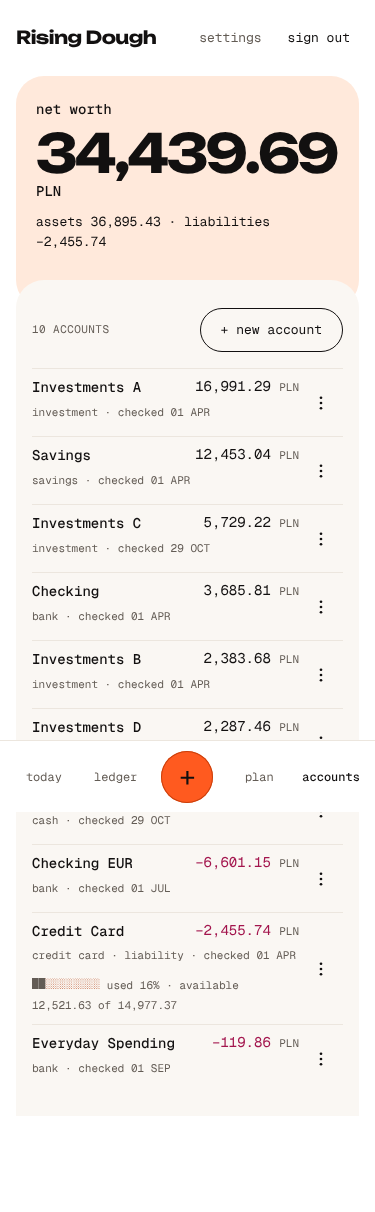 Rising Dough
settings
sign out
net worth
34,439.69
PLN
assets 36,895.43 · liabilities
−2,455.74
10 ACCOUNTS
+ new account
Investments A 16,991.29 PLN
investment · checked 01 APR
Savings 12,453.04 PLN
savings · checked 01 APR
Investments C 5,729.22 PLN
investment · checked 29 OCT
Checking 3,685.81 PLN
bank · checked 01 APR
Investments B 2,383.68 PLN
investment · checked 01 APR
Investments D 2,287.46 PLN
today ledger + plan accounts
cash · checked 29 OCT
Checking EUR −6,601.15 PLN
bank · checked 01 JUL
Credit Card −2,455.74 PLN
credit card · liability · checked 01 APR
██░░░░░░░░ used 16% · available
12,521.63 of 14,977.37
Everyday Spending −119.86 PLN
bank · checked 01 SEP